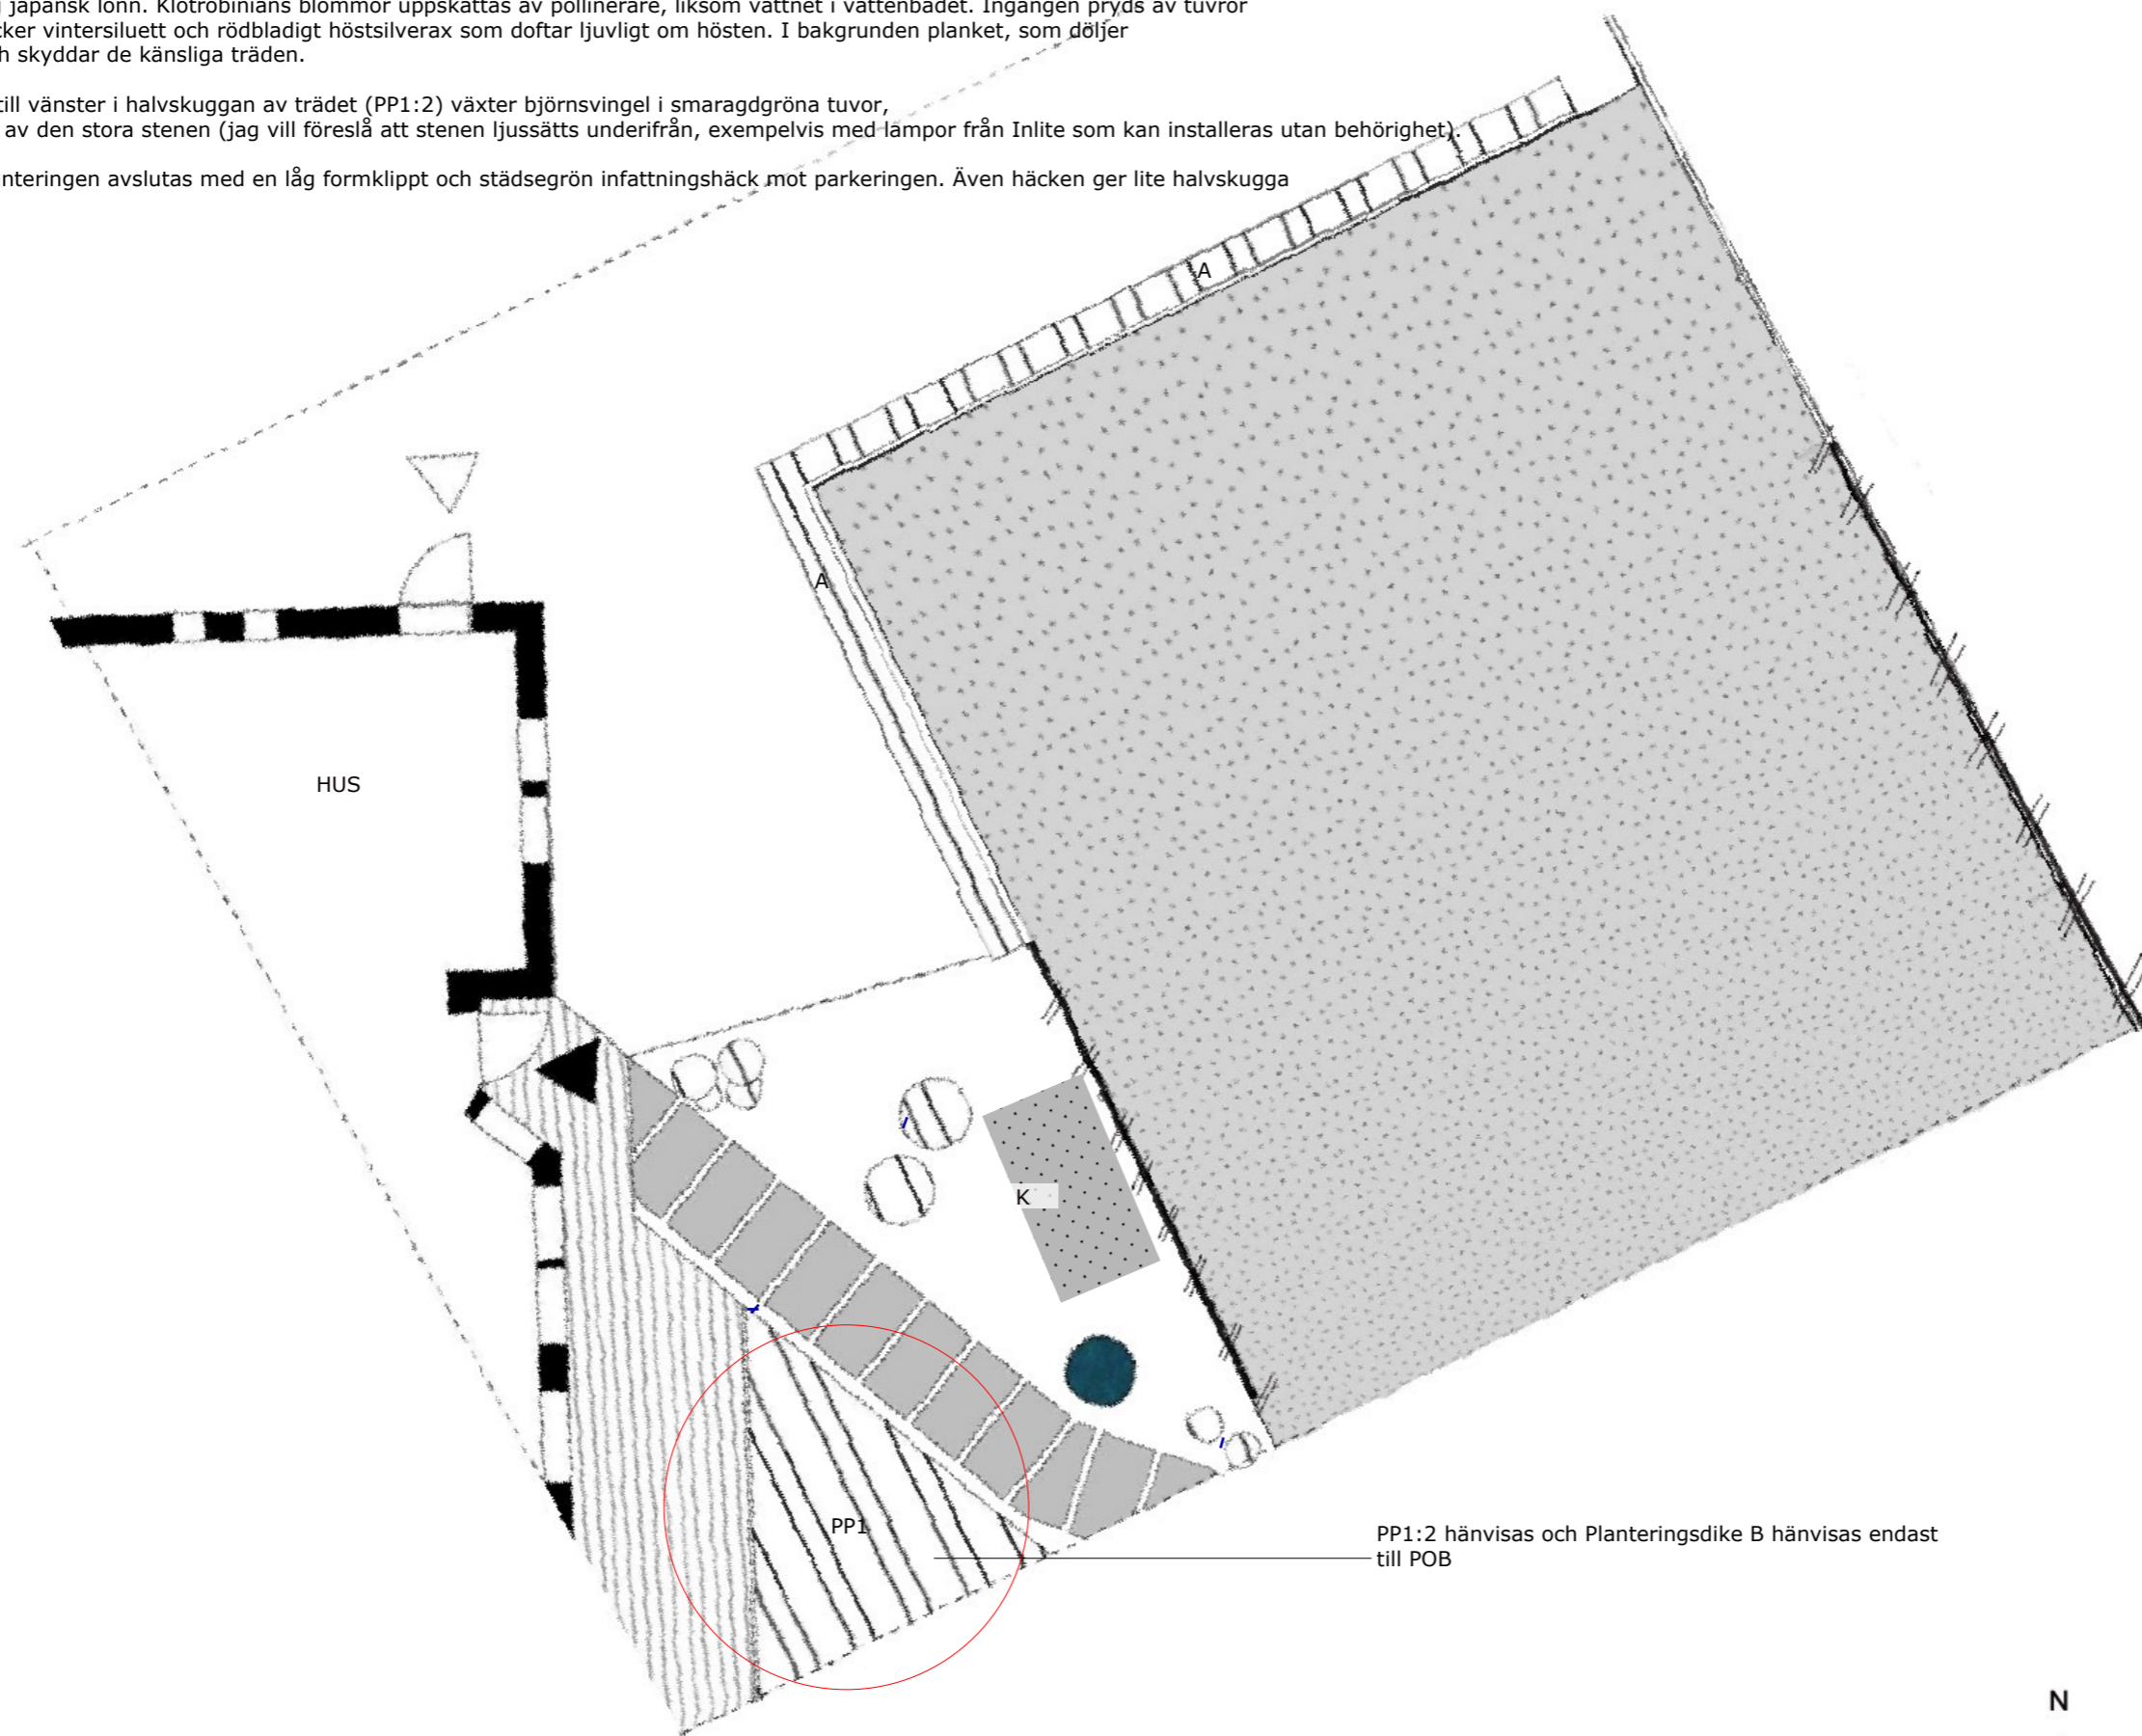 japansk lönn. Klotrobinians blommor uppskattas av pollinerare, liksom vattnet i vattenbadet. Ingången pryds av tuvror
cker vintersiluett och rödbladigt höstsilverax som doftar ljuvligt om hösten. I bakgrunden planket, som döljer
h skyddar de känsliga träden.
till vänster i halvskuggan av trädet (PP1:2) växter björnsvingel i smaragdgröna tuvor,
av den stora stenen (jag vill föreslå att stenen ljussätts underifrån, exempelvis med lampor från Inlite som kan installeras utan behörighet).
nteringen avslutas med en låg formklippt och städsegrön infattningshäck mot parkeringen. Även häcken ger lite halvskugga
A
A
HUS
K
PP1
PP1:2 hänvisas och Planteringsdike B hänvisas endast
till POB
N